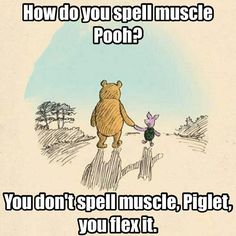 How do you spell muscle
Pooh?
You don't spell muscle, Piglet,
you flex it.